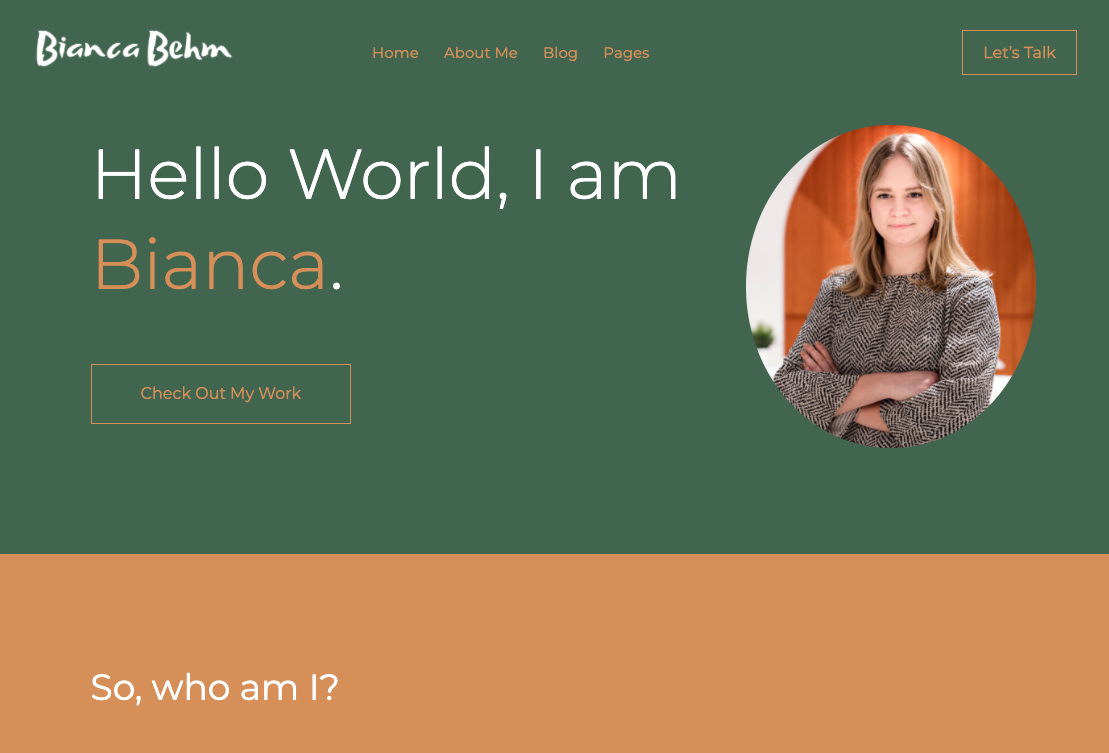 Bianca Behm
Home About Me Blog Pages
Let's Talk
Hello World, I am
Bianca.
Check Out My Work
So, who am I?